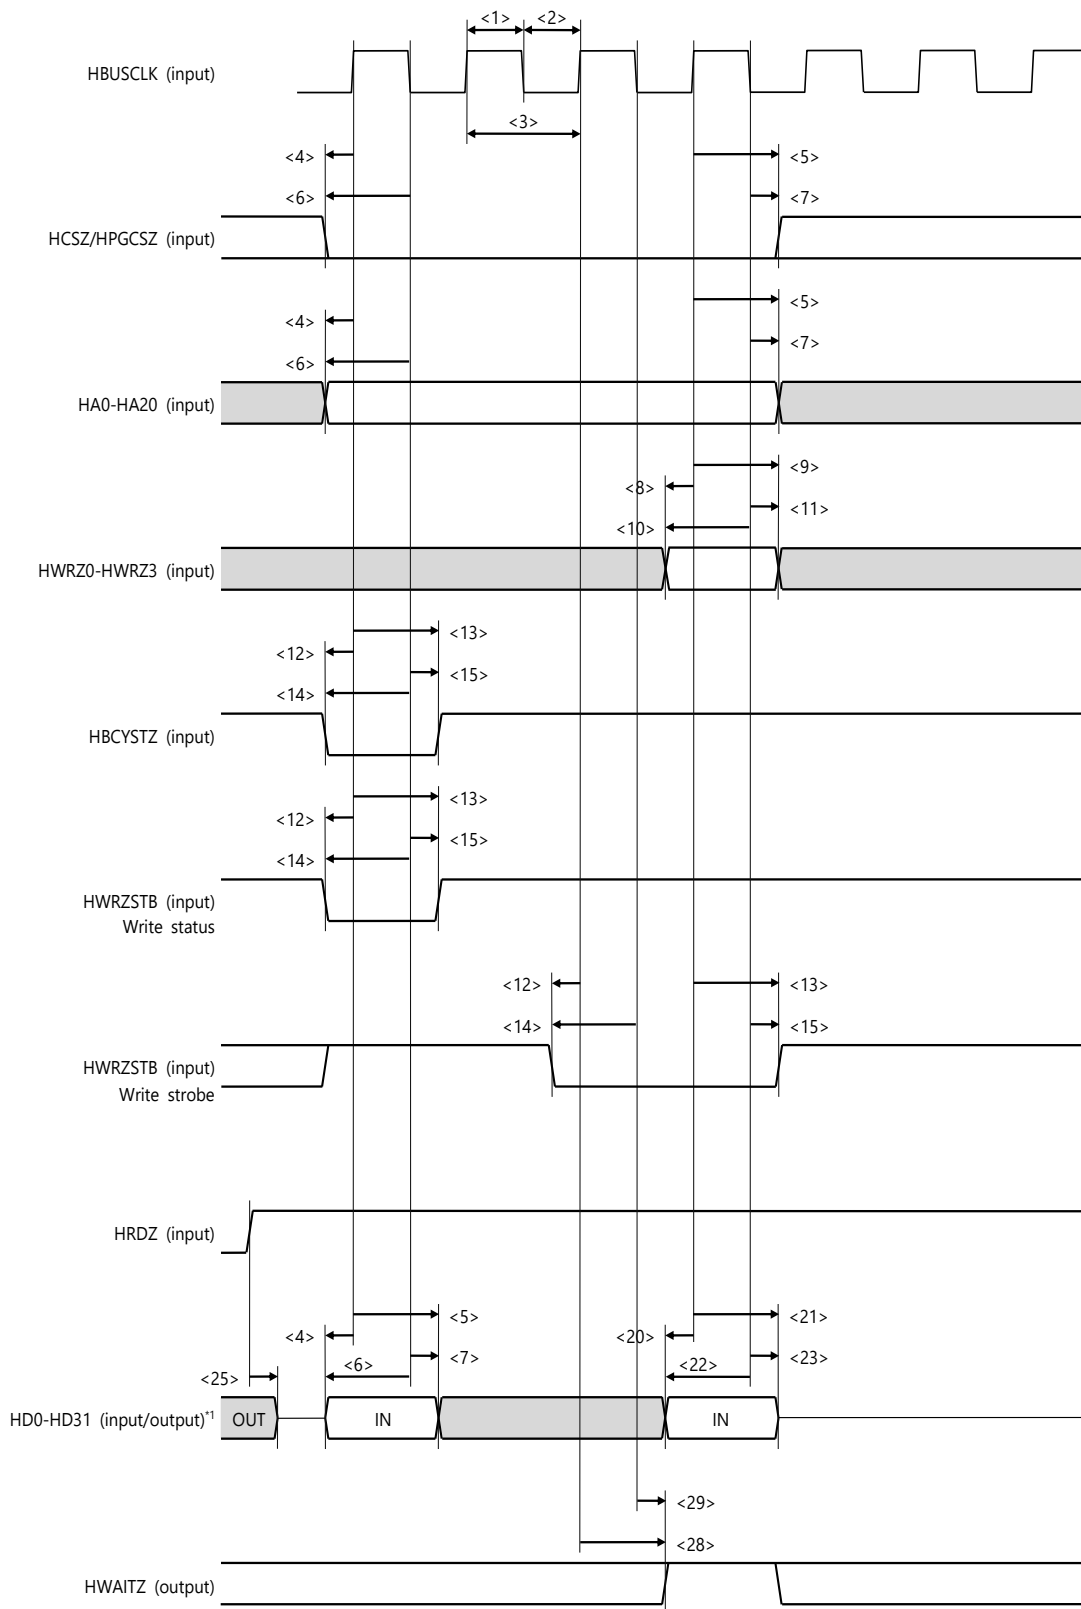 <1> <2>
HBUSCLK (input)
<3>
<4> <5>
<6> <7>
HCSZ/HPGCSZ (input)
<5>
<4>
<7>
<6>
HA0-HA20 (input)
<9>
<8>
<11>
<10>
HWRZ0-HWRZ3 (input)
<13>
<12>
<15>
<14>
HBCYSTZ (input)
<13>
<12>
<15>
<14>
HWRZSTB (input)
Write status
<12> <13>
<14> <15>
HWRZSTB (input)
Write strobe
HRDZ (input)
<5> <21>
<4> <20>
<7> <23>
<6> <22>
<25>
HD0-HD31 (input/output)*1 OUT IN IN
<29>
<28>
HWAITZ (output)